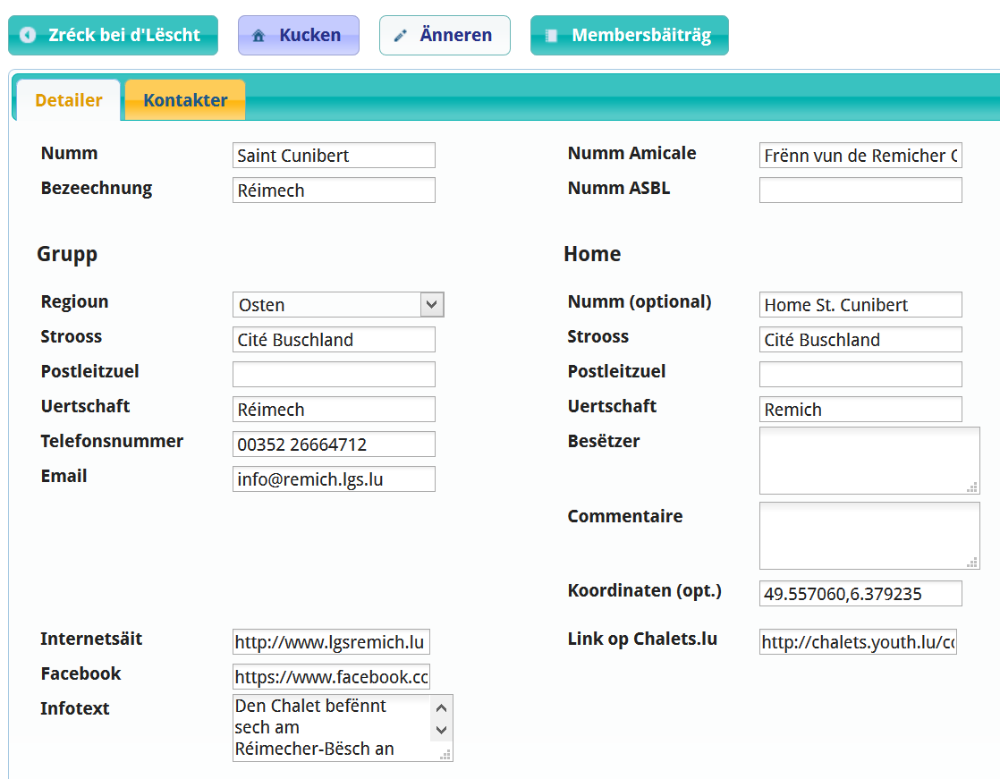 Zréck bei d'Lëscht
Kucken
Änneren
Membersbäiträg
Detailer
Kontakter
Numm
Saint Cunibert
Numm Amicale
Frënn vun de Remicher
Bezeechnung
Réimech
Numm ASBL
Grupp
Home
Regioun
Osten
Numm (optional)
Home St. Cunibert
Strooss
Cité Buschland
Strooss
Cité Buschland
Postleitzuel
Postleitzuel
Uertschaft
Réimech
Uertschaft
Remich
Telefonsnummer
00352 26664712
Besëtzer
Email
info@remich.lgs.lu
Commentaire
Koordinaten (opt.)
49.557060,6.379235
Internetsäit
http://www.lgsremich.lu
Link op Chalets.lu
http://chalets.youth.lu/co
Facebook
https://www.facebook.cc
Infotext
Den Chalet befënnt
sech am
Réimecher-Bësch an